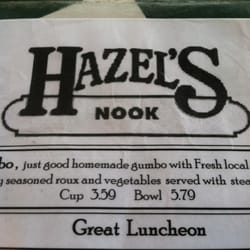 HAZEL'S
NOOK
bo, just good homemade gumbo with Fresh local
y seasoned roux and vegetables served with stee
Cup 3.59 Bowl 5.79
Great Luncheon